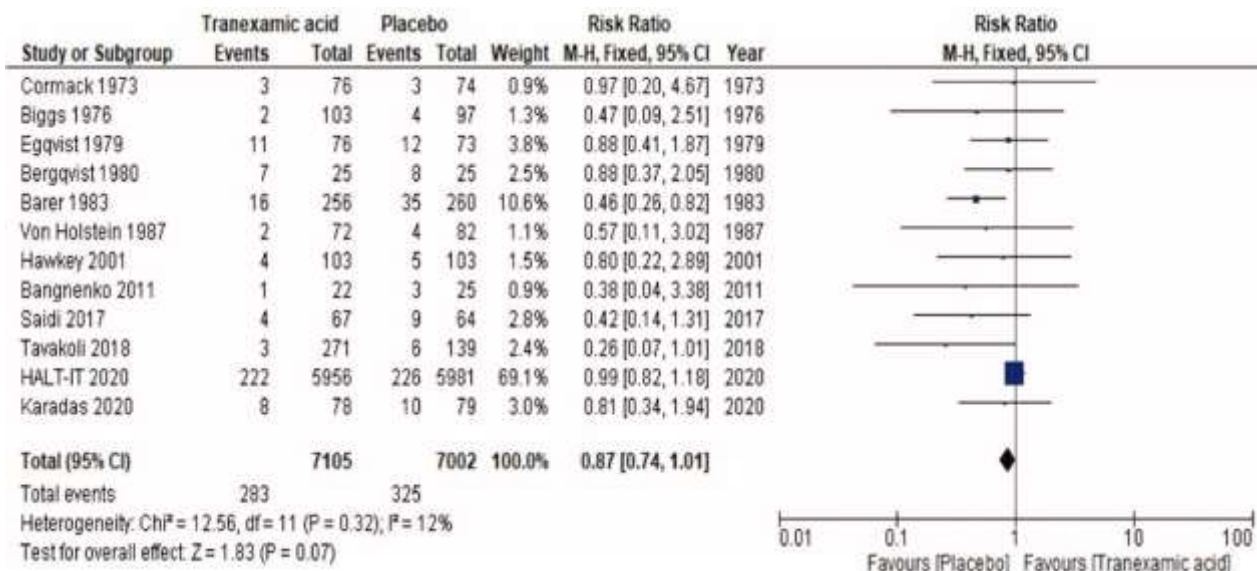 Tranexamic acid Placebo Risk Ratio Risk Ratio
Study or Subgroup Events Total Events Total Weight M-H, Fixed, 95% CI Year M-H, Fixed, 95% CI
Cormack 1973 3 76 3 74 0.9% 0.97 [0.20, 4.67] 1973
Biggs 1976 2 103 4 97 1.3% 0.47 [0.09, 2.51] 1976
Egqvist 1979 11 76 12 73 3.8% 0.88 [0.41, 1.87] 1979
Bergqvist 1980 7 25 8 25 2.5% 0.88 [0.37, 2.05] 1980
Barer 1983 16 256 35 260 10.6% 0.46 [0.26, 0.82] 1983
Von Holstein 1987 2 72 4 82 1.1% 0.57 [0.11, 3.02] 1987
Hawkey 2001 4 103 5 103 1.5% 0.80 [0.22, 2.89] 2001
Bangnenko 2011 1 22 3 25 0.9% 0.38 [0.04, 3.38] 2011
Saidi 2017 4 67 9 64 2.8% 0.42 [0.14, 1.31] 2017
Tavakoli 2018 3 271 6 139 2.4% 0.26 [0.07, 1.01] 2018
HALT-IT 2020 222 5956 226 5981 69.1% 0.99 [0.82, 1.18] 2020
Karadas 2020 8 78 10 79 3.0% 0.81 [0.34, 1.94] 2020
Total (95% CI) 7105 7002 100.0% 0.87 [0.74, 1.01]
Total events 283 325
Heterogeneity: Chi² = 12.56, df = 11 (P = 0.32); I² = 12%
Test for overall effect: Z = 1.83 (P = 0.07)
0.01 0.1 1 10 100
Favours [Placebo] Favours [Tranexamic acid]